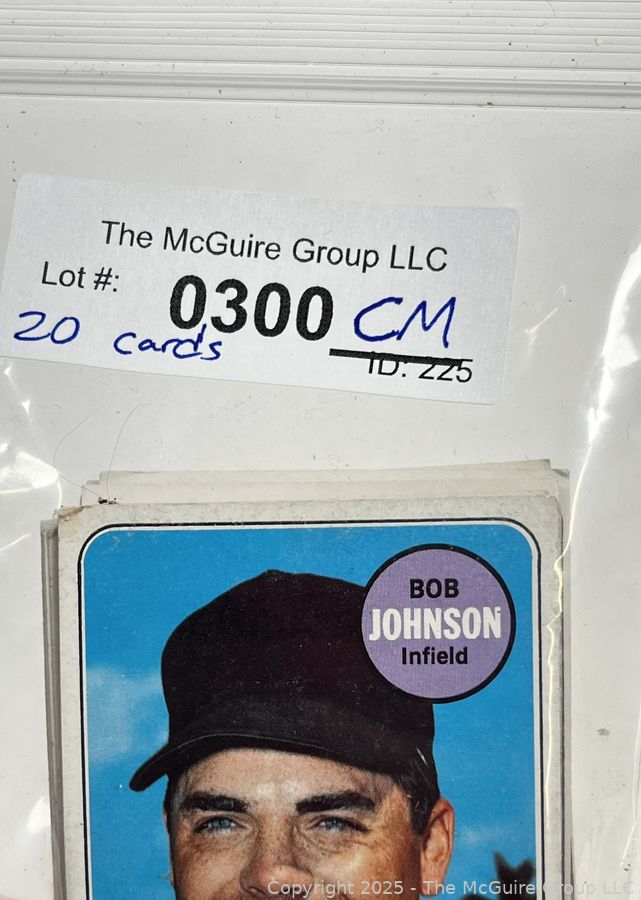 The McGuire Group LLC
Lot #: 0300 CM
20 cards ID: 225
BOB
JOHNSON
Infield
Copyright 2025 - The McGuire Group LLC